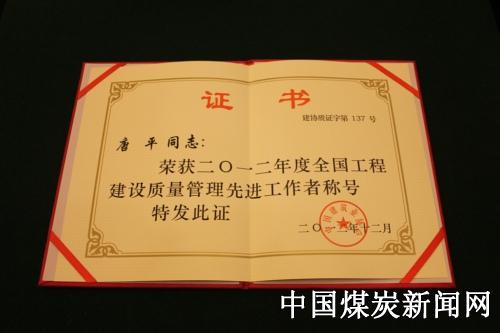 证 书
建协质证字第 137 号
唐 平同志：
荣获二〇一二年度全国工程
建设质量管理先进工作者称号
特发此证
二〇一二年十二月
中国煤炭新闻网